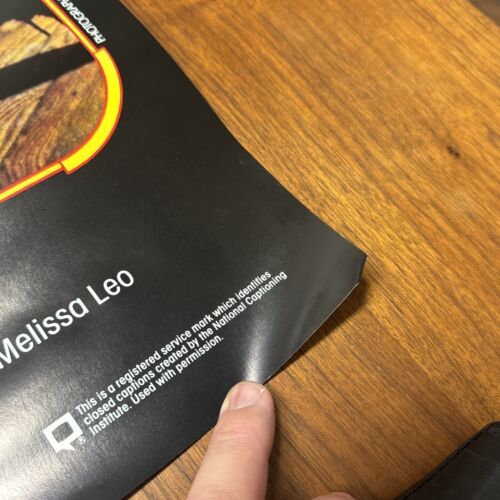 PHOTOGRAPH
Melissa Leo
This is a registered service mark which identifies
closed captions created by the National Captioning
Institute. Used with permission.
®